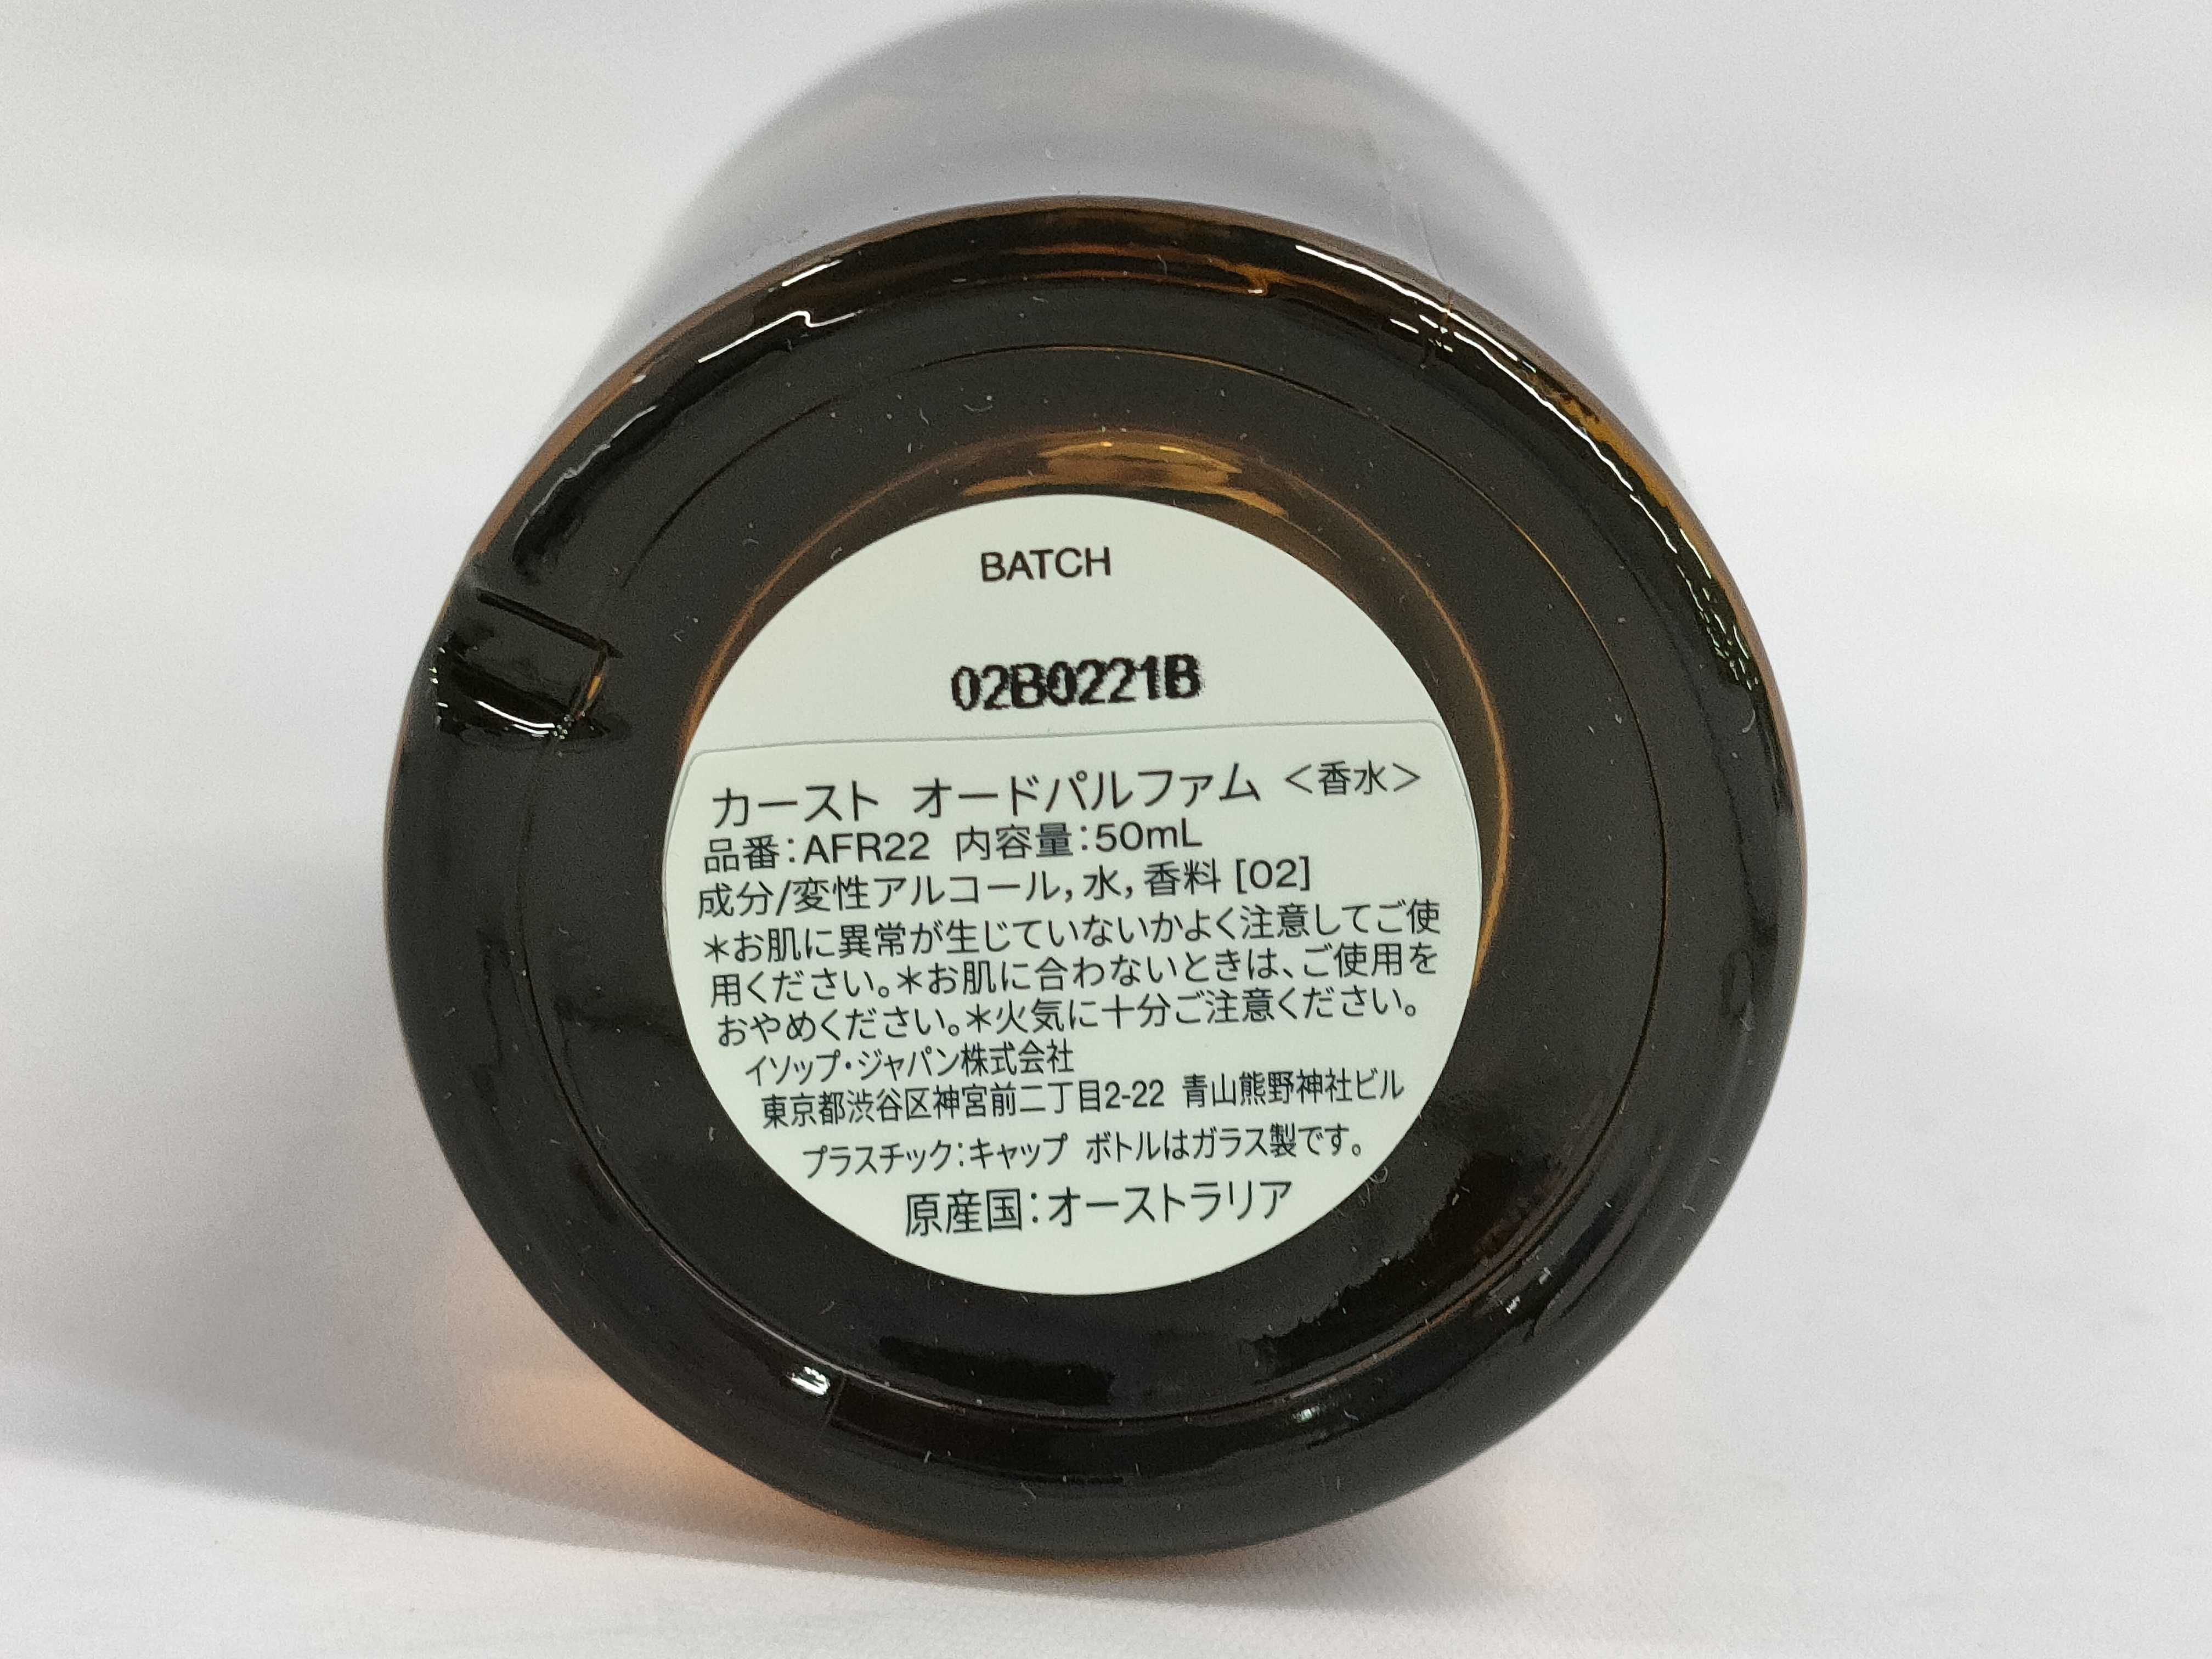 BATCH
02B0221B
カースト オードパルファム <香水>
品番:AFR22 内容量:50mL
成分/変性アルコール, 水, 香料 [02]
*お肌に異常が生じていないかよく注意してご使
用ください。*お肌に合わないときは、ご使用を
おやめください。*火気に十分ご注意ください。
イソップ・ジャパン株式会社
東京都渋谷区神宮前二丁目2-22 青山熊野神社ビル
プラスチック:キャップ ボトルはガラス製です。
原産国:オーストラリア